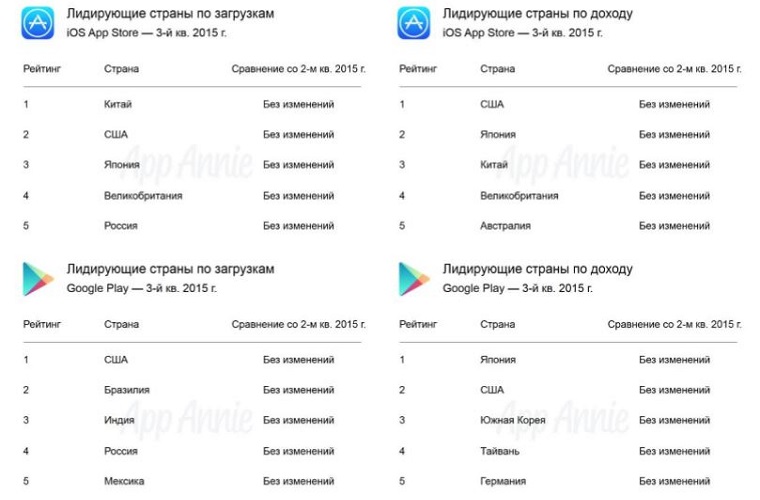 Лидирующие страны по загрузкам
iOS App Store — 3-й кв. 2015 г.
Рейтинг Страна Сравнение со 2-м кв. 2015 г.
1 Китай Без изменений
2 США Без изменений
3 Япония Без изменений
4 Великобритания Без изменений
5 Россия Без изменений
App Annie
Лидирующие страны по доходу
iOS App Store — 3-й кв. 2015 г.
Рейтинг Страна Сравнение со 2-м кв. 2015 г.
1 США Без изменений
2 Япония Без изменений
3 Китай Без изменений
4 Великобритания Без изменений
5 Австралия Без изменений
App Annie
Лидирующие страны по загрузкам
Google Play — 3-й кв. 2015 г.
Рейтинг Страна Сравнение со 2-м кв. 2015 г.
1 США Без изменений
2 Бразилия Без изменений
3 Индия Без изменений
4 Россия Без изменений
5 Мексика Без изменений
App Annie
Лидирующие страны по доходу
Google Play — 3-й кв. 2015 г.
Рейтинг Страна Сравнение со 2-м кв. 2015 г.
1 Япония Без изменений
2 США Без изменений
3 Южная Корея Без изменений
4 Тайвань Без изменений
5 Германия Без изменений
App Annie